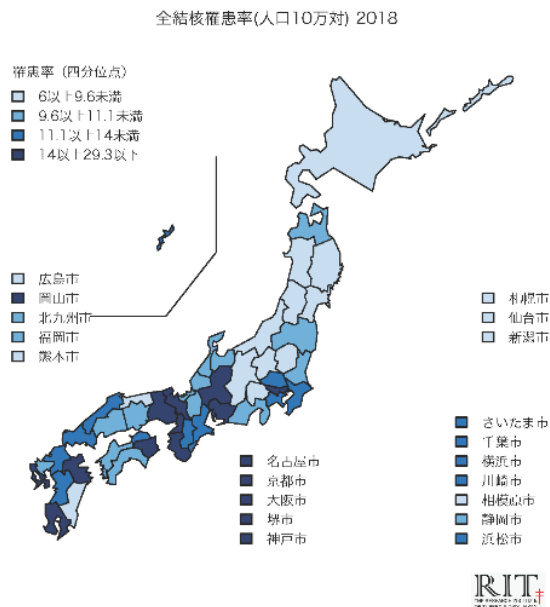 全結核罹患率(人口10万対) 2018
罹患率（四分位点）
6以上9.6未満
9.6以上11.1未満
11.1以上14未満
14以上29.3以下
広島市
岡山市
北九州市
福岡市
熊本市
札幌市
仙台市
新潟市
名古屋市
京都市
大阪市
堺市
神戸市
さいたま市
千葉市
横浜市
川崎市
相模原市
静岡市
浜松市
RIT
THE RESEARCH INSTITUTE